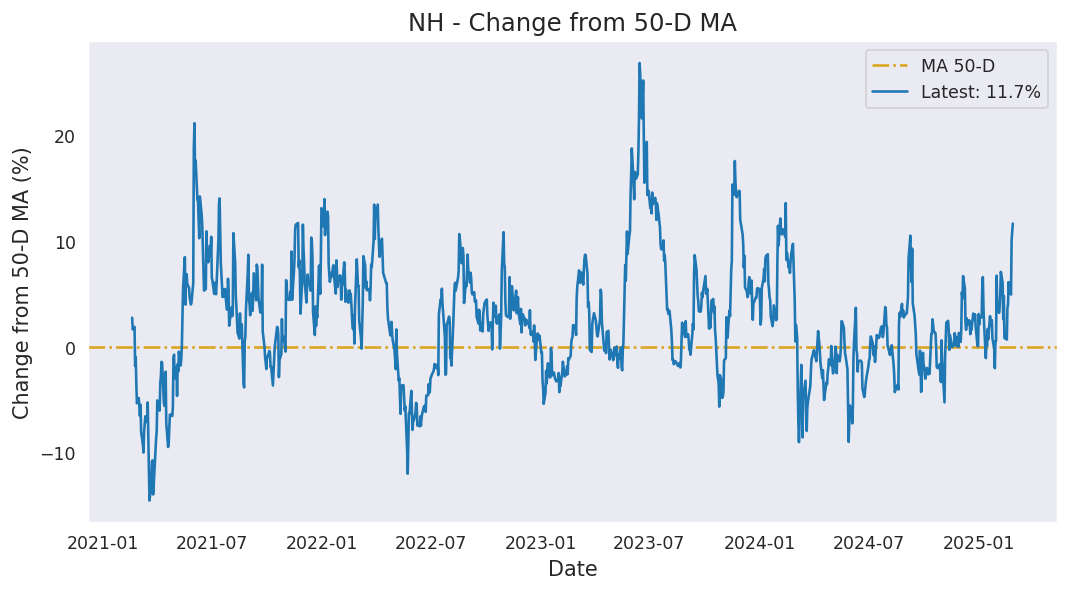 NH - Change from 50-D MA
MA 50-D
Latest: 11.7%
Change from 50-D MA (%)
20
10
0
−10
2021-01 2021-07 2022-01 2022-07 2023-01 2023-07 2024-01 2024-07 2025-01
Date